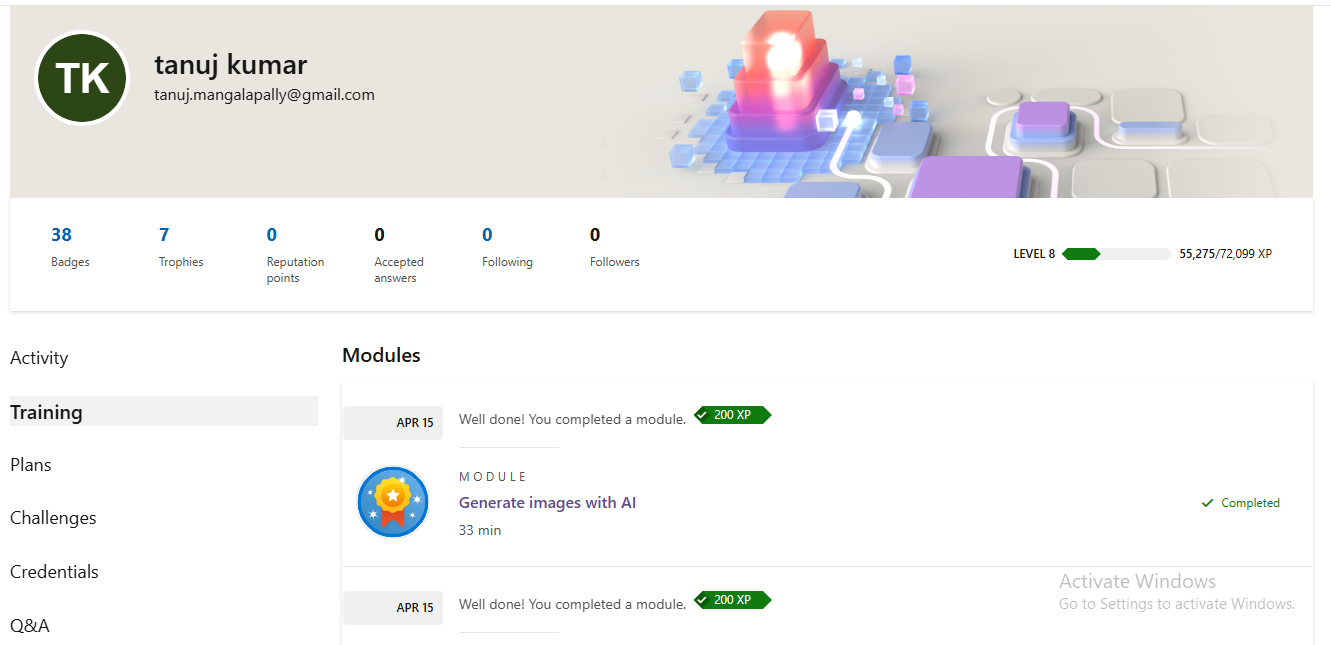 TK
tanuj kumar
tanuj.mangalapally@gmail.com
38
Badges
7
Trophies
0
Reputation
points
0
Accepted
answers
0
Following
0
Followers
LEVEL 8
55,275/72,099 XP
Activity
Training
Plans
Challenges
Credentials
Q&A
Modules
APR 15
Well done! You completed a module.
200 XP
MODULE
Generate images with AI
33 min
Completed
APR 15
Well done! You completed a module.
200 XP
Activate Windows
Go to Settings to activate Windows.